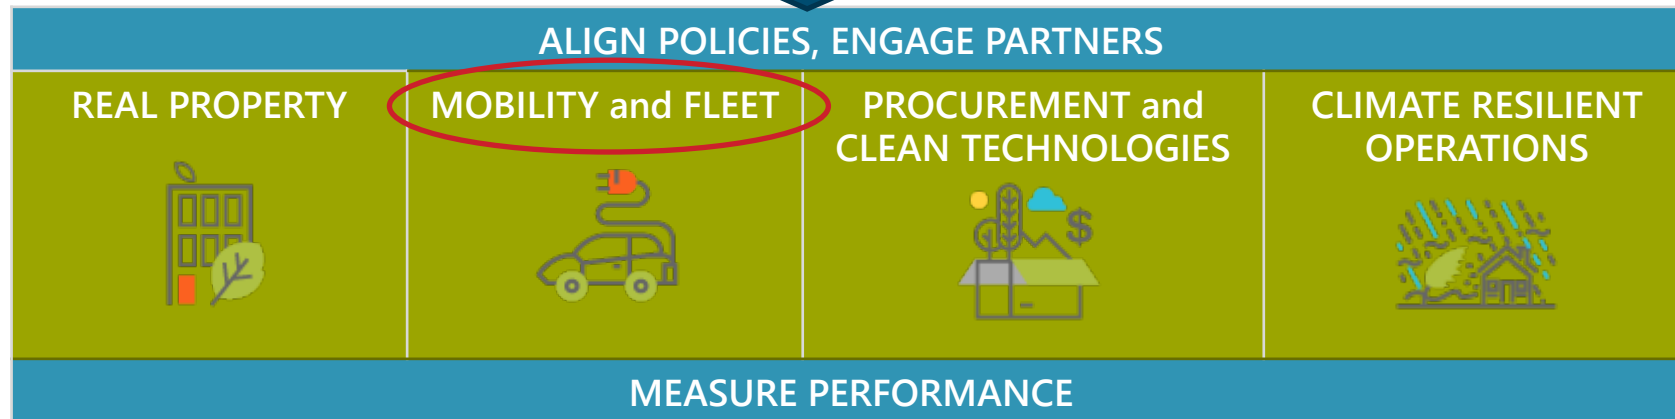 ALIGN POLICIES, ENGAGE PARTNERS
REAL PROPERTY
MOBILITY and FLEET
PROCUREMENT and
CLEAN TECHNOLOGIES
CLIMATE RESILIENT
OPERATIONS
$
MEASURE PERFORMANCE